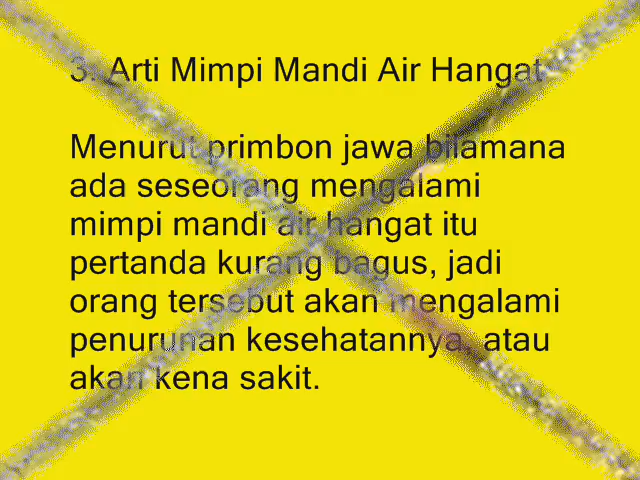 3. Arti Mimpi Mandi Air Hangat
Menurut primbon jawa bilamana
ada seseorang mengalami
mimpi mandi air hangat itu
pertanda kurang bagus, jadi
orang tersebut akan mengalami
penurunan kesehatannya, atau
akan kena sakit.